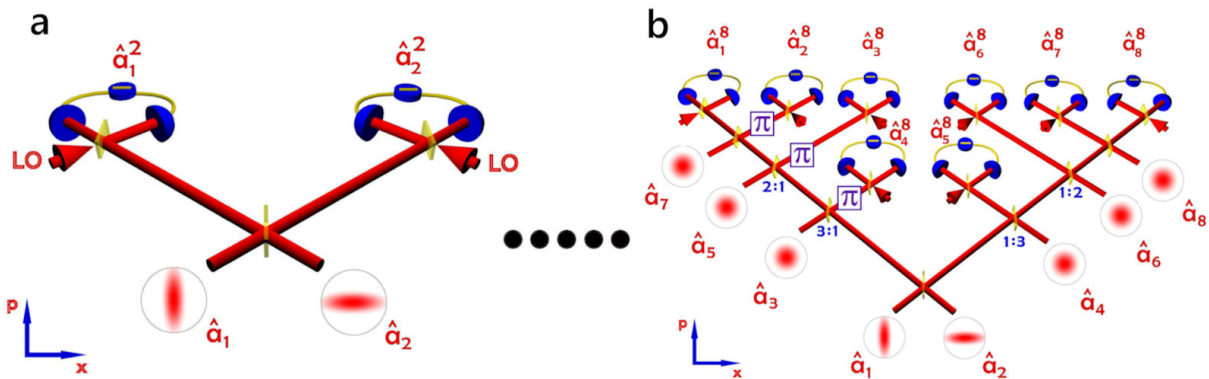 a
â₁²
â₂²
LO
LO
â₁
â₂
p
x
b
â₁⁸
â₂⁸
â₃⁸
â₆⁸
â₇⁸
â₈⁸
π
π
â₄⁸
â₅⁸
π
2:1
1:2
3:1
1:3
â₇
â₈
â₅
â₆
â₃
â₄
â₁
â₂
p
x